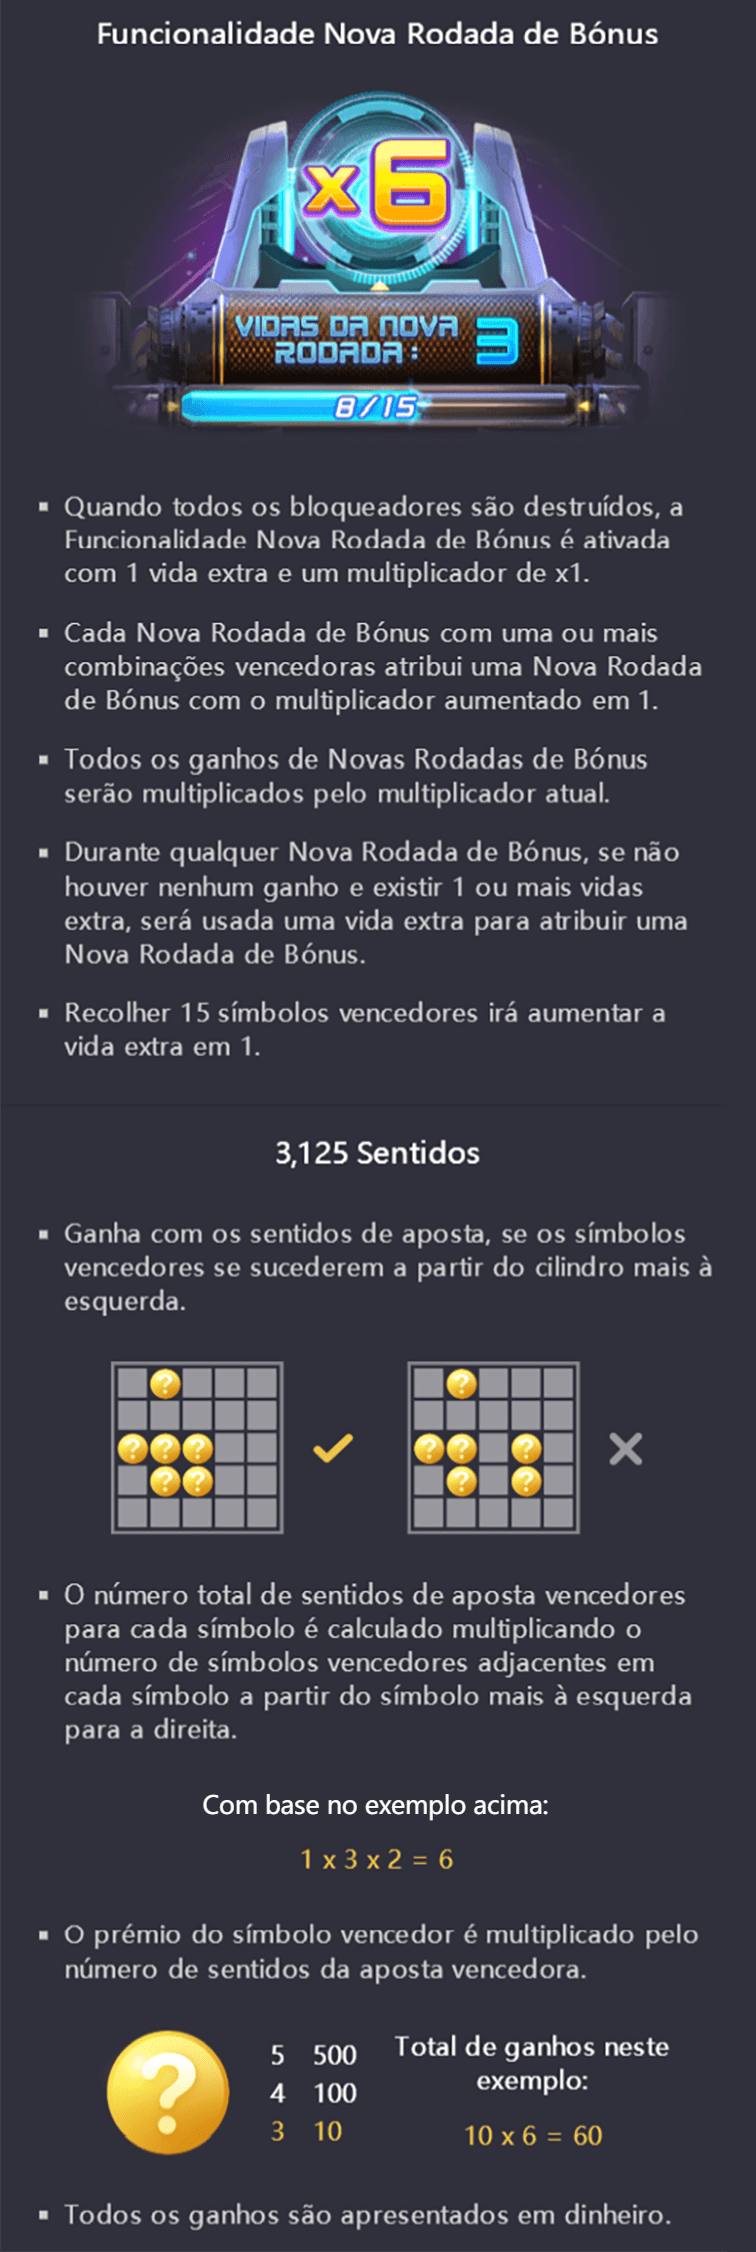 Funcionalidade Nova Rodada de Bónus
x6
VIDAS DA NOVA
RODADA: 3
8/15
▪ Quando todos os bloqueadores são destruídos, a
Funcionalidade Nova Rodada de Bónus é ativada
com 1 vida extra e um multiplicador de x1.
▪ Cada Nova Rodada de Bónus com uma ou mais
combinações vencedoras atribui uma Nova Rodada
de Bónus com o multiplicador aumentado em 1.
▪ Todos os ganhos de Novas Rodadas de Bónus
serão multiplicados pelo multiplicador atual.
▪ Durante qualquer Nova Rodada de Bónus, se não
houver nenhum ganho e existir 1 ou mais vidas
extra, será usada uma vida extra para atribuir uma
Nova Rodada de Bónus.
▪ Recolher 15 símbolos vencedores irá aumentar a
vida extra em 1.
3,125 Sentidos
▪ Ganha com os sentidos de aposta, se os símbolos
vencedores se sucederem a partir do cilindro mais à
esquerda.
? ?
? ? ? ? ? ?
? ? ? ?
▪ O número total de sentidos de aposta vencedores
para cada símbolo é calculado multiplicando o
número de símbolos vencedores adjacentes em
cada símbolo a partir do símbolo mais à esquerda
para a direita.
Com base no exemplo acima:
1 x 3 x 2 = 6
▪ O prémio do símbolo vencedor é multiplicado pelo
número de sentidos da aposta vencedora.
?
5 500
4 100
3 10
Total de ganhos neste
exemplo:
10 x 6 = 60
▪ Todos os ganhos são apresentados em dinheiro.